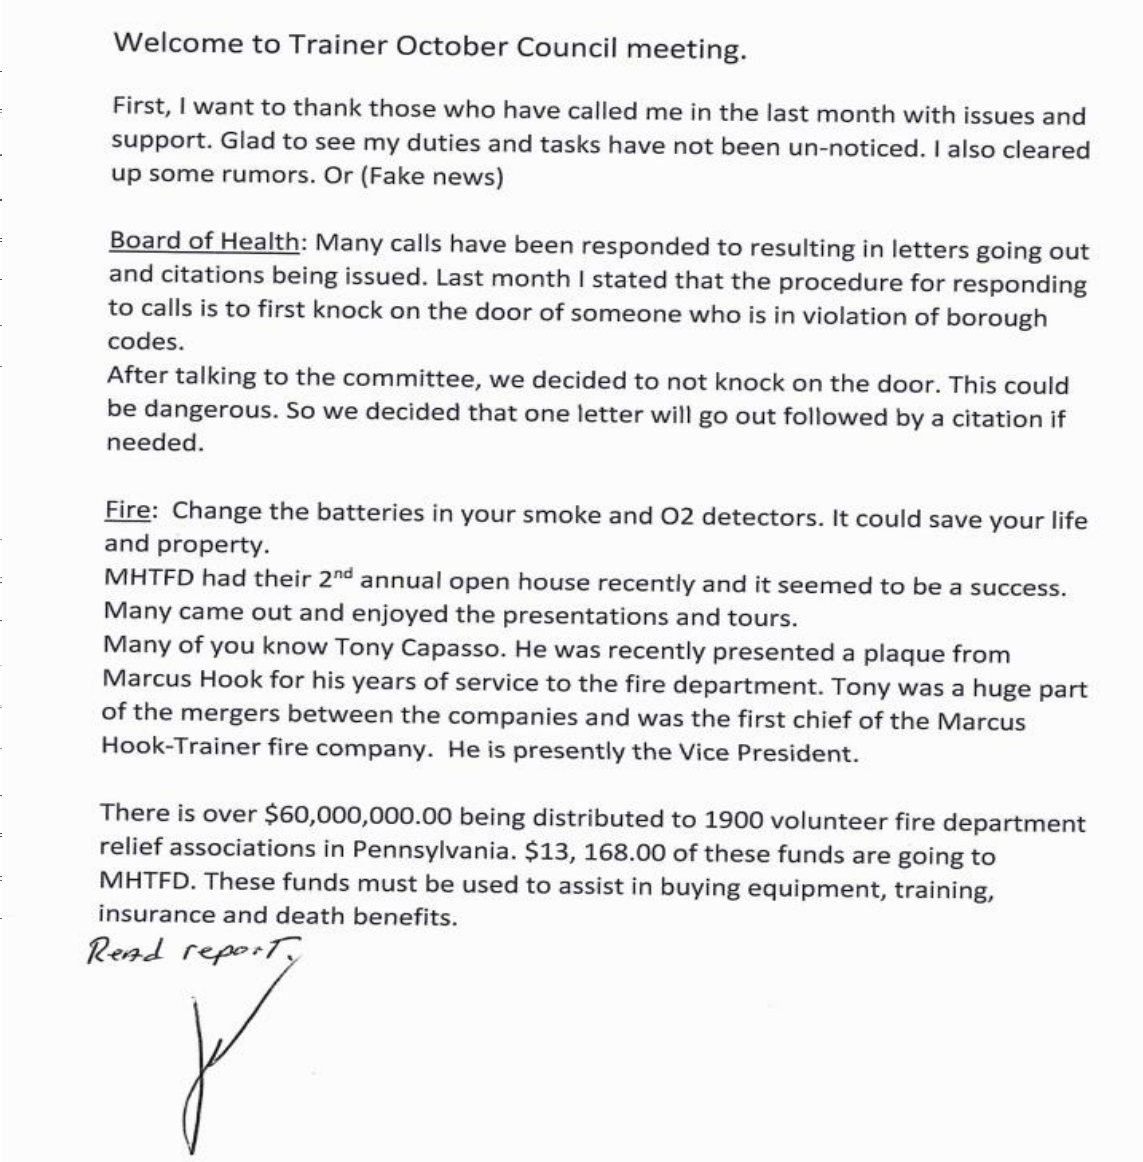 Welcome to Trainer October Council meeting.
First, I want to thank those who have called me in the last month with issues and
support. Glad to see my duties and tasks have not been un-noticed. I also cleared
up some rumors. Or (Fake news)
Board of Health: Many calls have been responded to resulting in letters going out
and citations being issued. Last month I stated that the procedure for responding
to calls is to first knock on the door of someone who is in violation of borough
codes.
After talking to the committee, we decided to not knock on the door. This could
be dangerous. So we decided that one letter will go out followed by a citation if
needed.
Fire:  Change the batteries in your smoke and O2 detectors. It could save your life
and property.
MHTFD had their 2nd annual open house recently and it seemed to be a success.
Many came out and enjoyed the presentations and tours.
Many of you know Tony Capasso. He was recently presented a plaque from
Marcus Hook for his years of service to the fire department. Tony was a huge part
of the mergers between the companies and was the first chief of the Marcus
Hook-Trainer fire company.  He is presently the Vice President.
There is over $60,000,000.00 being distributed to 1900 volunteer fire department
relief associations in Pennsylvania. $13, 168.00 of these funds are going to
MHTFD. These funds must be used to assist in buying equipment, training,
insurance and death benefits.
Read report.